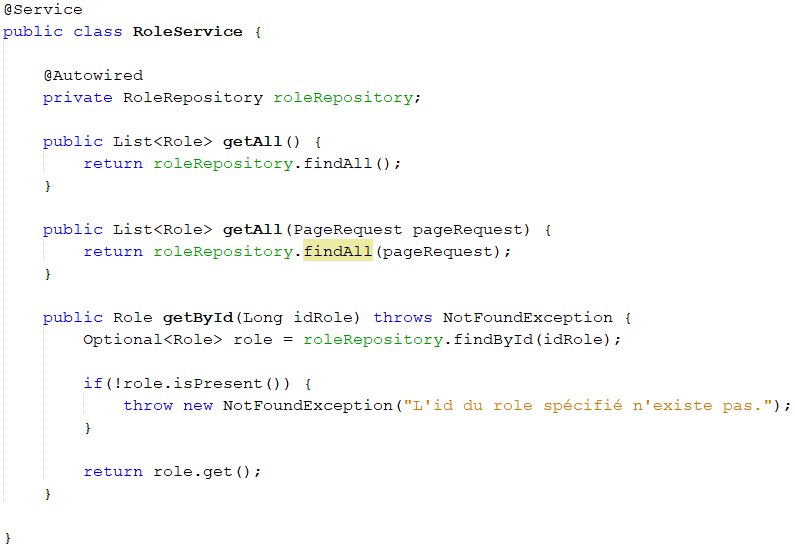 @Service
public class RoleService {
@Autowired
private RoleRepository roleRepository;
public List<Role> getAll() {
return roleRepository.findAll();
}
public List<Role> getAll(PageRequest pageRequest) {
return roleRepository.findAll(pageRequest);
}
public Role getById(Long idRole) throws NotFoundException {
Optional<Role> role = roleRepository.findById(idRole);
if(!role.isPresent()) {
throw new NotFoundException("L'id du role spécifié n'existe pas.");
}
return role.get();
}
}